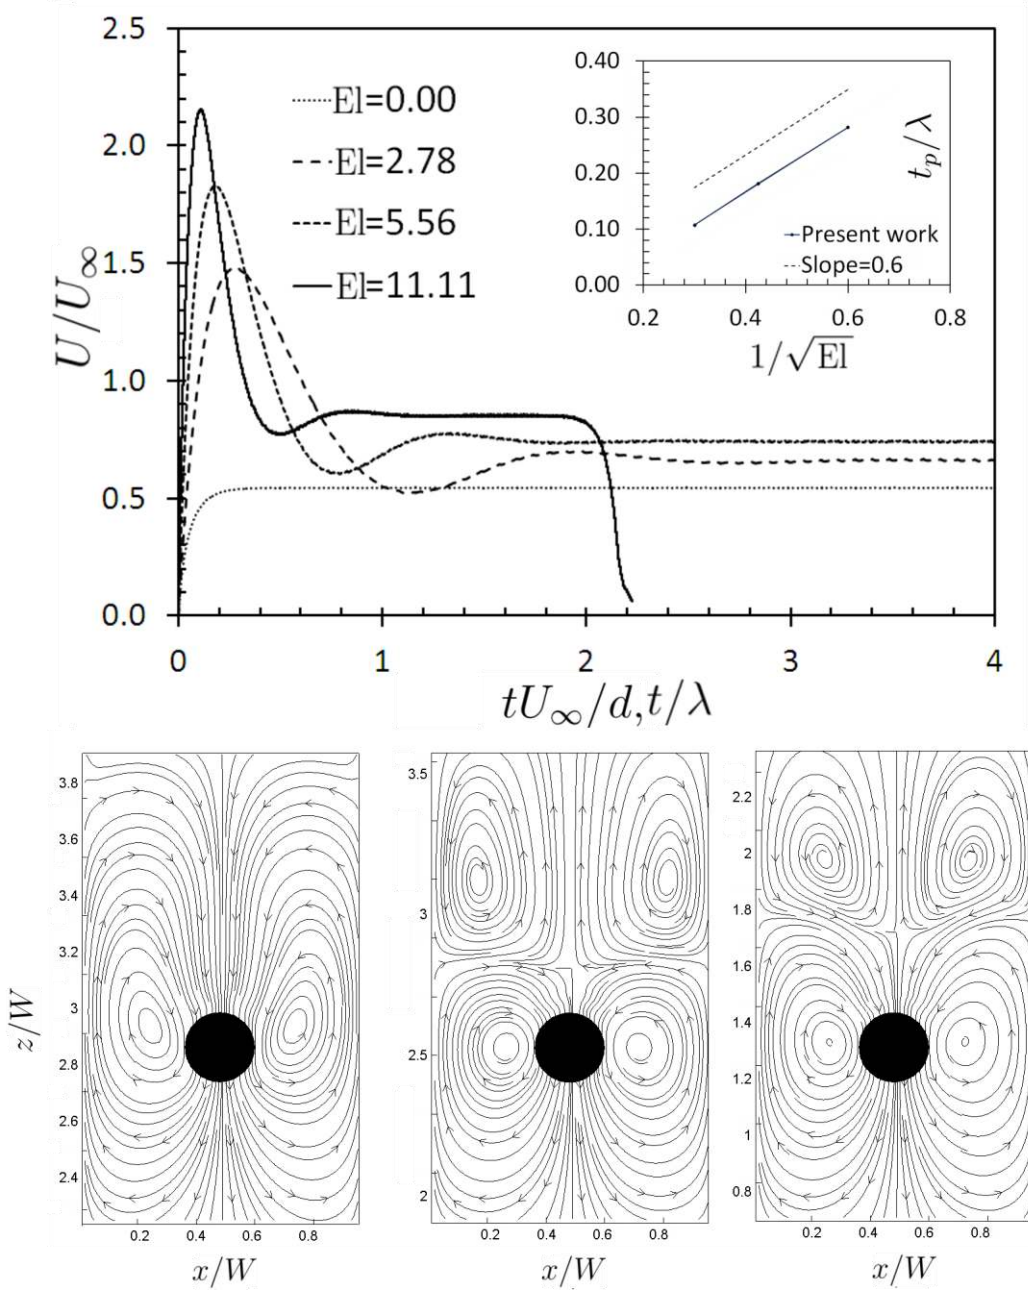 2.5
2.0
1.5
1.0
0.5
0.0
U/U∞
El=0.00
El=2.78
El=5.56
El=11.11
0.40
0.30
0.20
0.10
0.00
tp/λ
Present work
Slope=0.6
0.2 0.4 0.6 0.8
1/√El
0 1 2 3 4
tU∞/d,t/λ
z/W
3.8
3.6
3.4
3.2
3
2.8
2.6
2.4
0.2 0.4 0.6 0.8
x/W
3.5
3
2.5
2
0.2 0.4 0.6 0.8
x/W
2.2
2
1.8
1.6
1.4
1.2
1
0.8
0.2 0.4 0.6 0.8
x/W